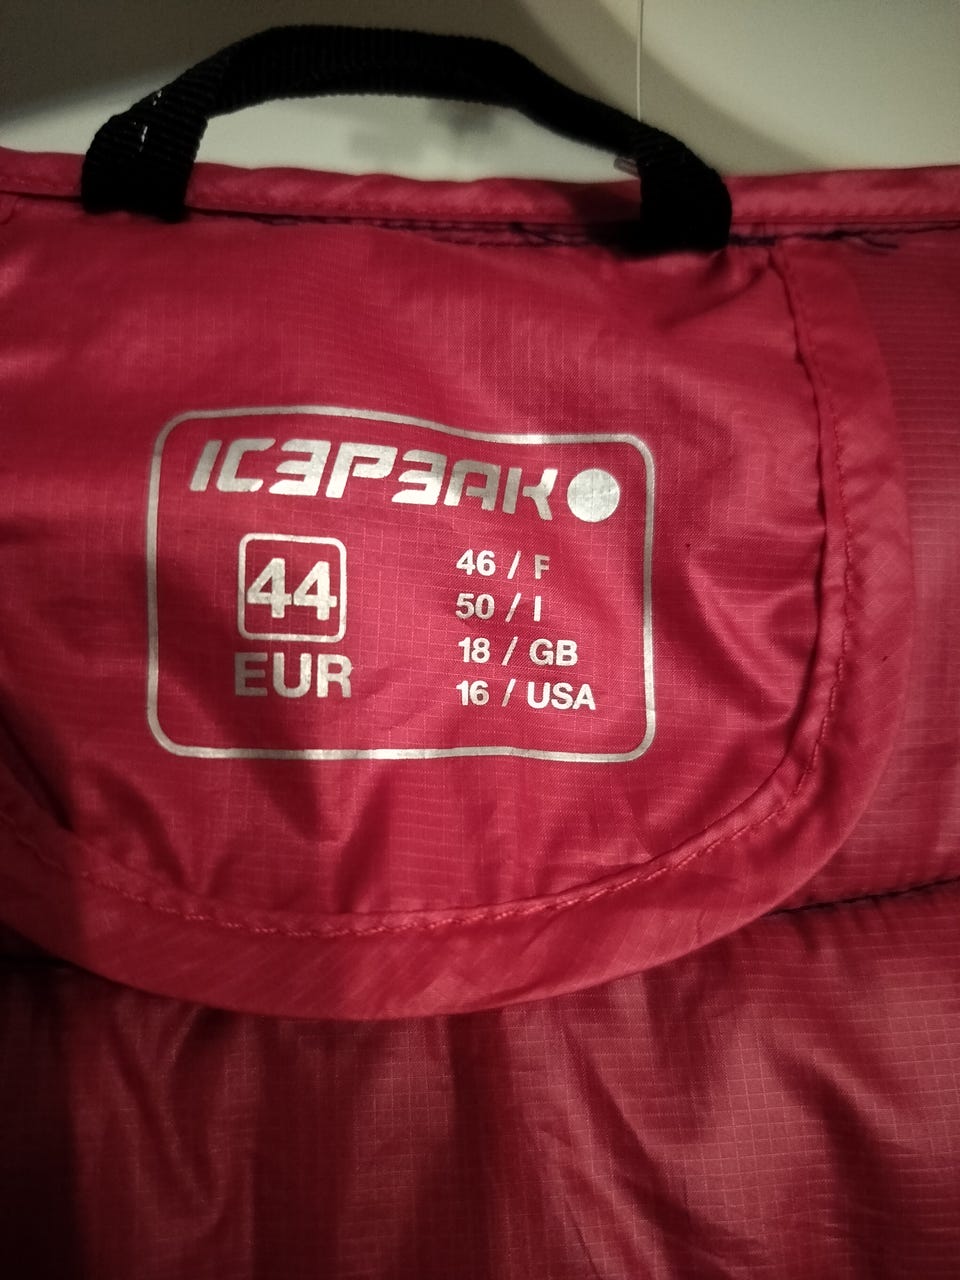 ICEPEAK
44
EUR
46 / F
50 / I
18 / GB
16 / USA